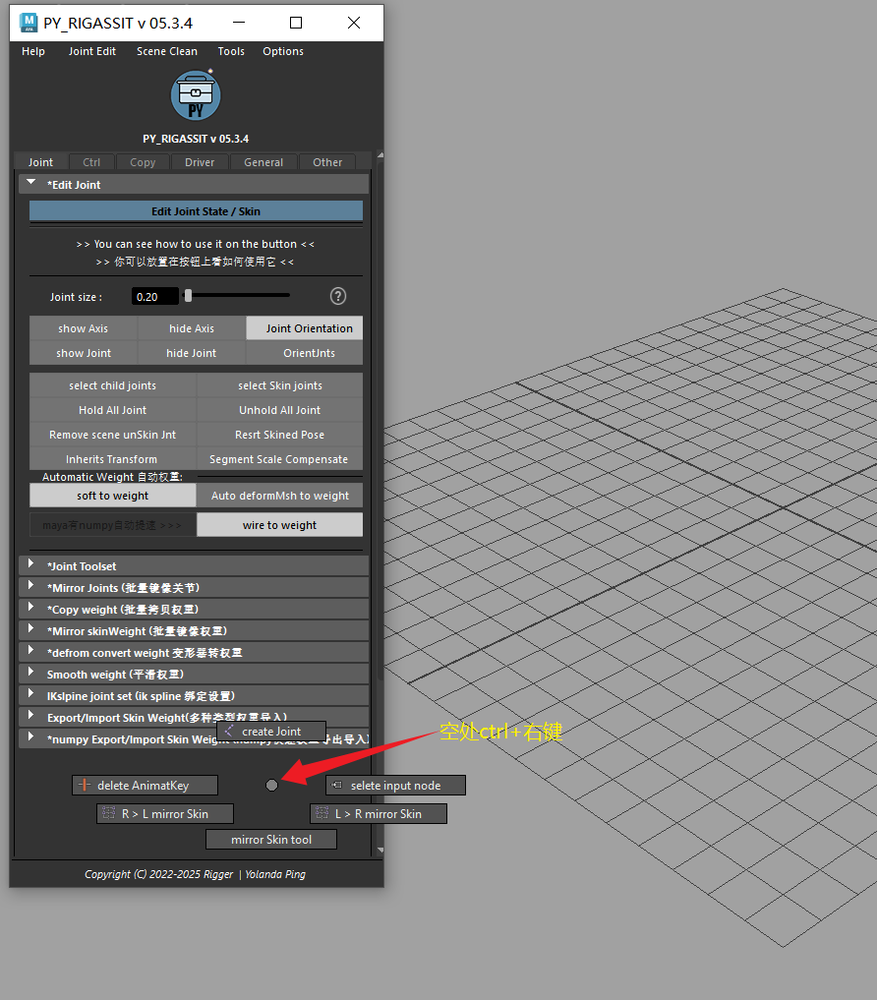 PY_RIGASSIT v 05.3.4
Help Joint Edit Scene Clean Tools Options
PY
PY_RIGASSIT v 05.3.4
Joint Ctrl Copy Driver General Other
*Edit Joint
Edit Joint State / Skin
>> You can see how to use it on the button <<
>> 你可以放置在按钮上看如何使用它 <<
Joint size : 0.20 ?
show Axis hide Axis Joint Orientation
show Joint hide Joint OrientJnts
select child joints select Skin joints
Hold All Joint Unhold All Joint
Remove scene unSkin Jnt Resrt Skined Pose
Inherits Transform Segment Scale Compensate
Automatic Weight 自动权重:
soft to weight Auto deformMsh to weight
maya有numpy自动提速 >>> wire to weight
*Joint Toolset
*Mirror Joints (批量镜像关节)
*Copy weight (批量拷贝权重)
*Mirror skinWeight (批量镜像权重)
*defrom convert weight 变形器转权重
Smooth weight (平滑权重)
IKslpine joint set (ik spline 绑定设置)
Export/Import Skin Weight(多种类型权重导入)
create Joint
*numpy Export/Import Skin Weight
导出导入)
空处ctrl+右键
delete AnimatKey selete input node
R > L mirror Skin L > R mirror Skin
mirror Skin tool
Copyright (C) 2022-2025 Rigger | Yolanda Ping